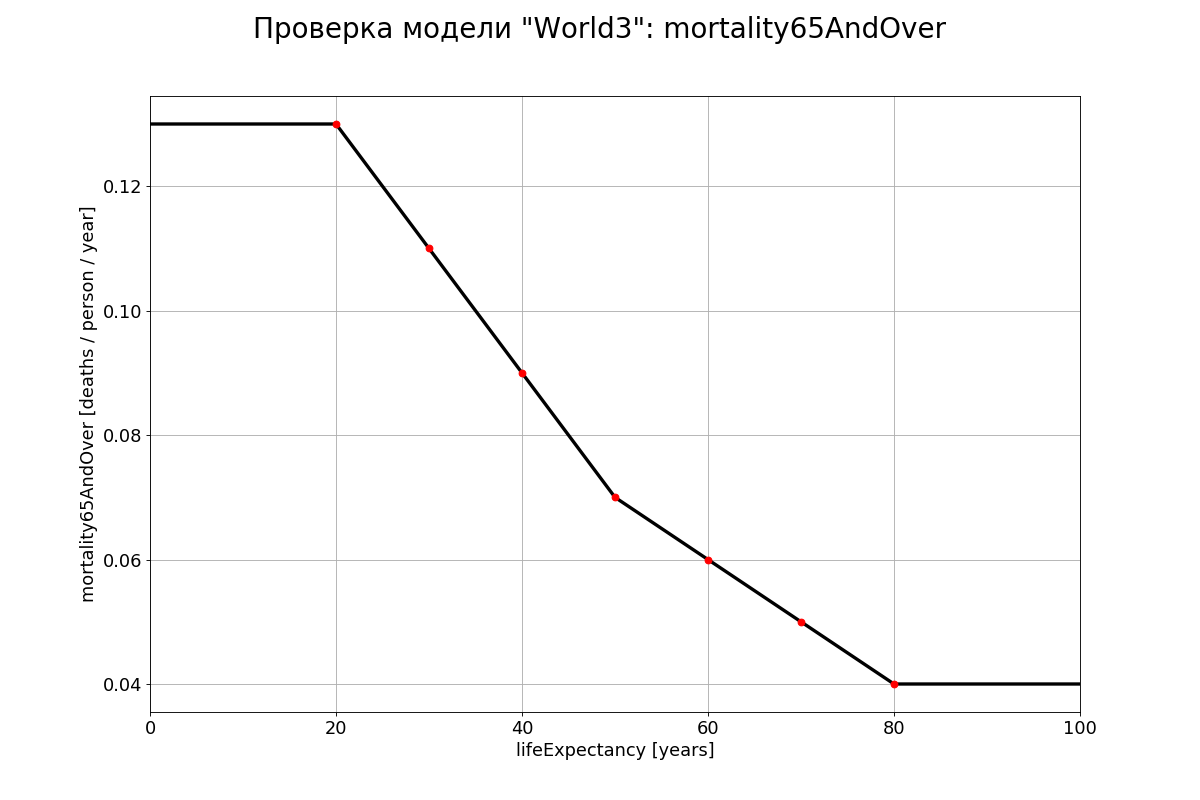 Проверка модели "World3": mortality65AndOver
mortality65AndOver [deaths / person / year]
0.12
0.10
0.08
0.06
0.04
0 20 40 60 80 100
lifeExpectancy [years]